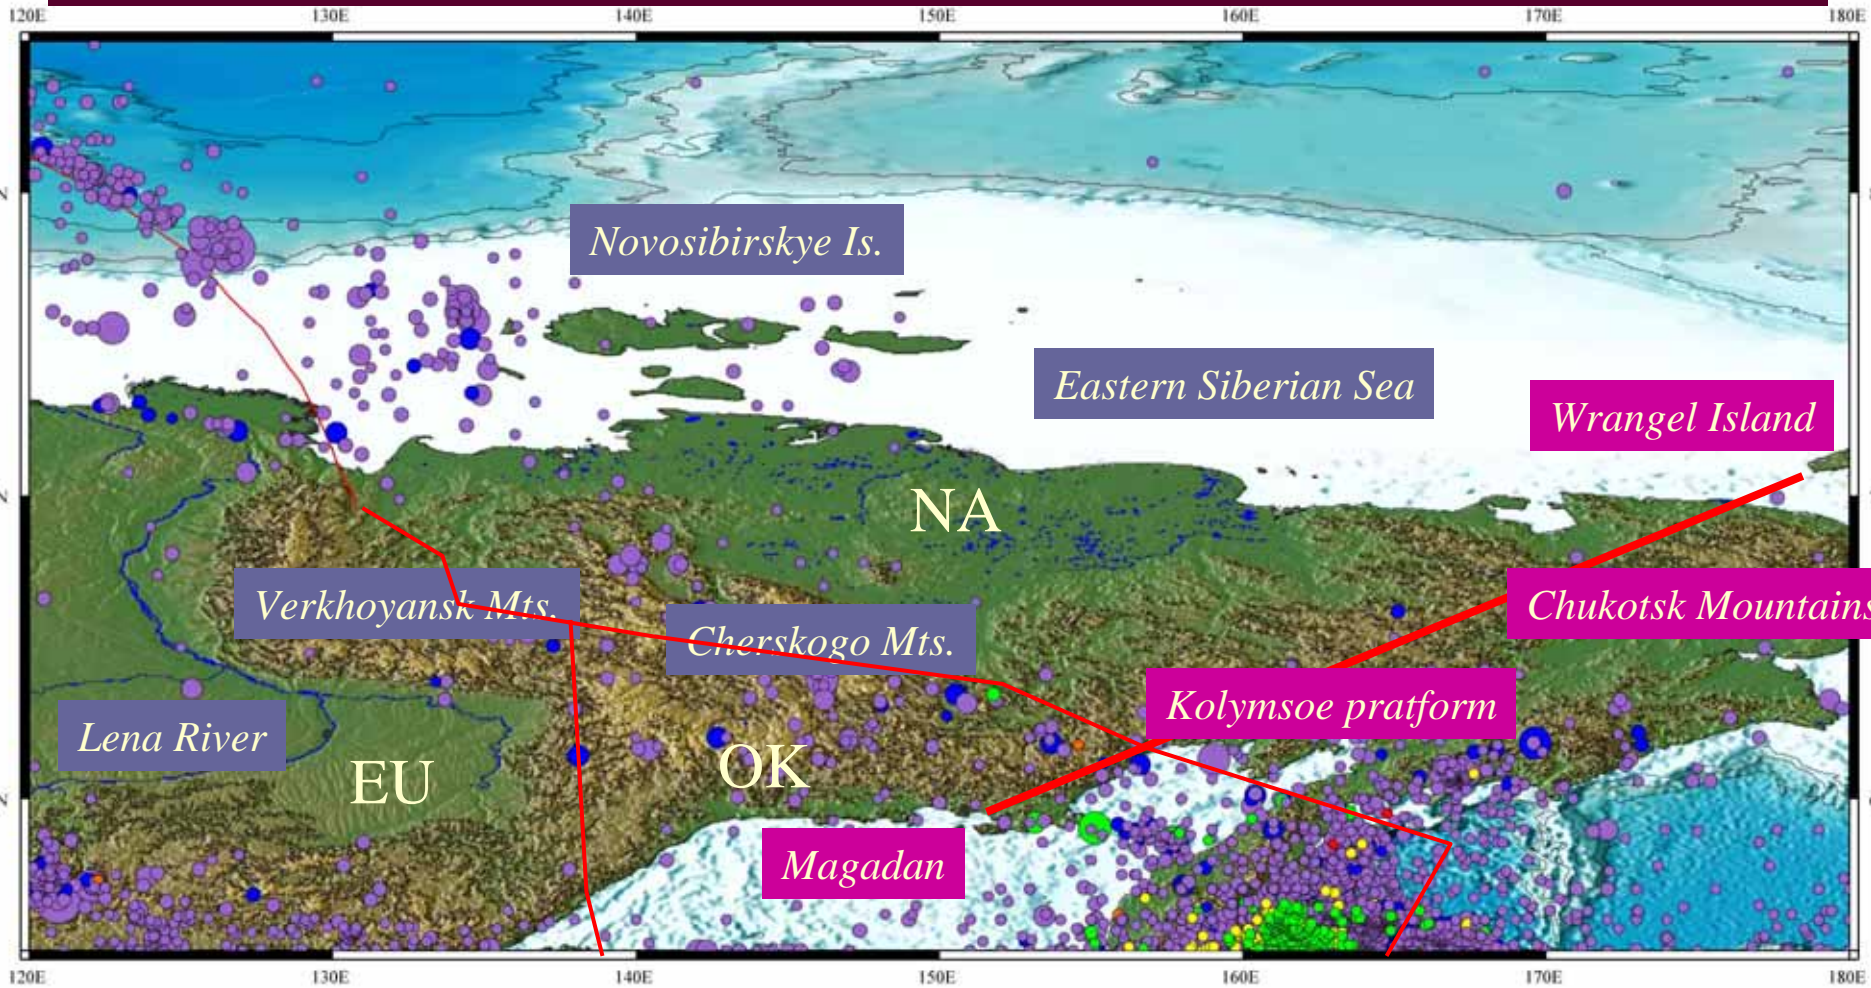 120E 130E 140E 150E 160E 170E 180E
Novosibirskye Is.
Eastern Siberian Sea
Wrangel Island
NA
Verkhoyansk Mts.
Chukotsk Mountains
Cherskogo Mts.
Kolymsoe pratform
Lena River
OK
EU
Magadan
120E 130E 140E 150E 160E 170E 180E